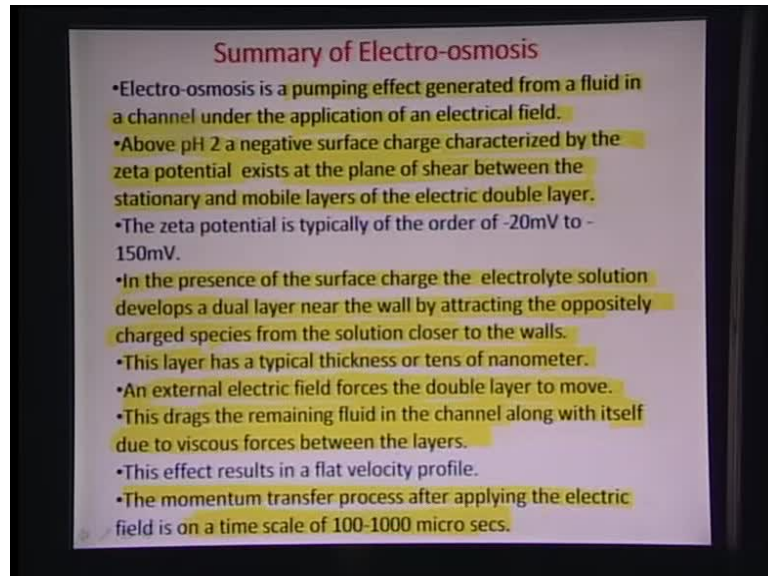 Summary of Electro-osmosis
•Electro-osmosis is a pumping effect generated from a fluid in
a channel under the application of an electrical field.
•Above pH 2 a negative surface charge characterized by the
zeta potential exists at the plane of shear between the
stationary and mobile layers of the electric double layer.
•The zeta potential is typically of the order of -20mV to -
150mV.
•In the presence of the surface charge the electrolyte solution
develops a dual layer near the wall by attracting the oppositely
charged species from the solution closer to the walls.
•This layer has a typical thickness or tens of nanometer.
•An external electric field forces the double layer to move.
•This drags the remaining fluid in the channel along with itself
due to viscous forces between the layers.
•This effect results in a flat velocity profile.
•The momentum transfer process after applying the electric
field is on a time scale of 100-1000 micro secs.